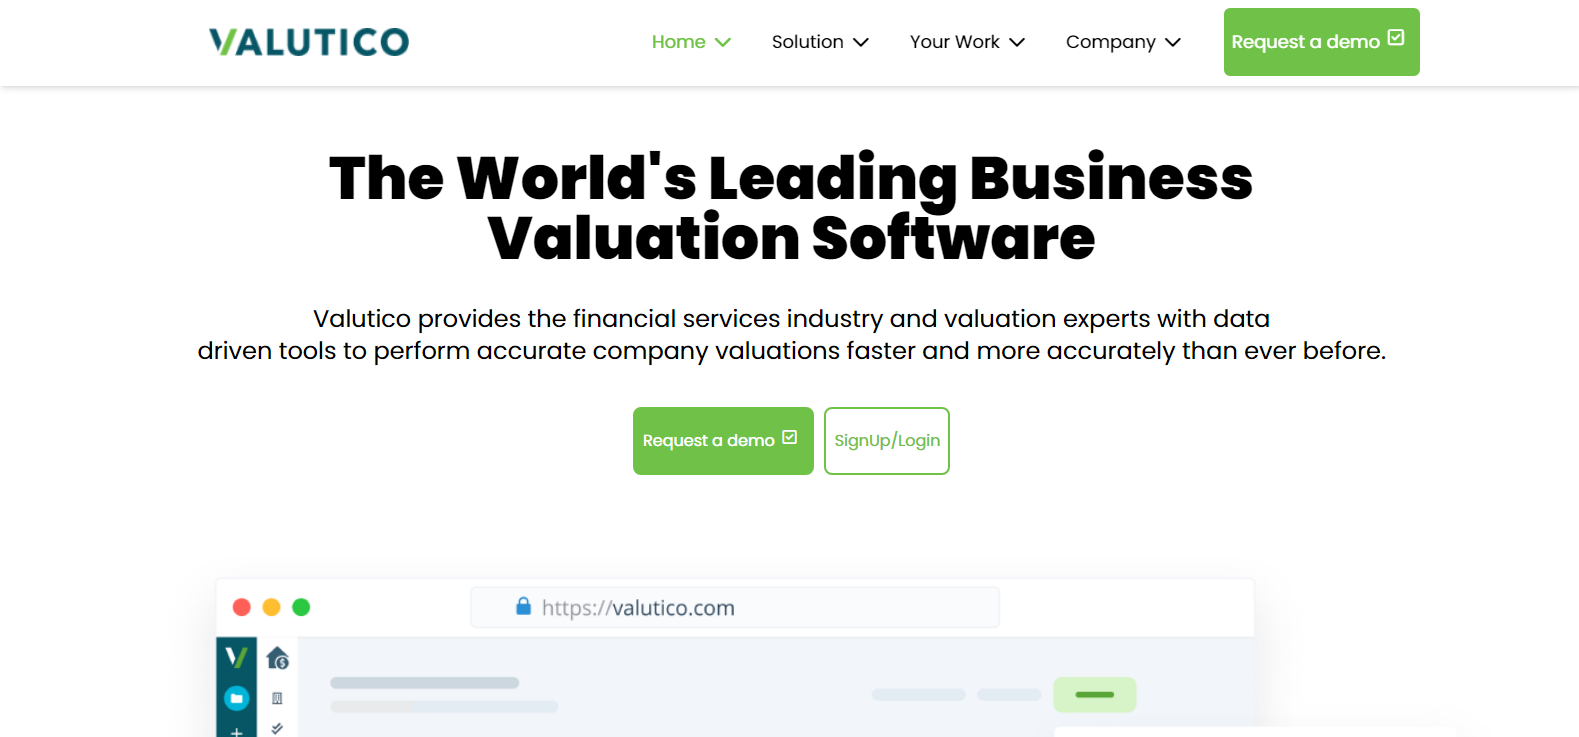 VALUTICO
Home
Solution
Your Work
Company
Request a demo
The World's Leading Business
Valuation Software
Valutico provides the financial services industry and valuation experts with data
driven tools to perform accurate company valuations faster and more accurately than ever before.
Request a demo
SignUp/Login
https://valutico.com